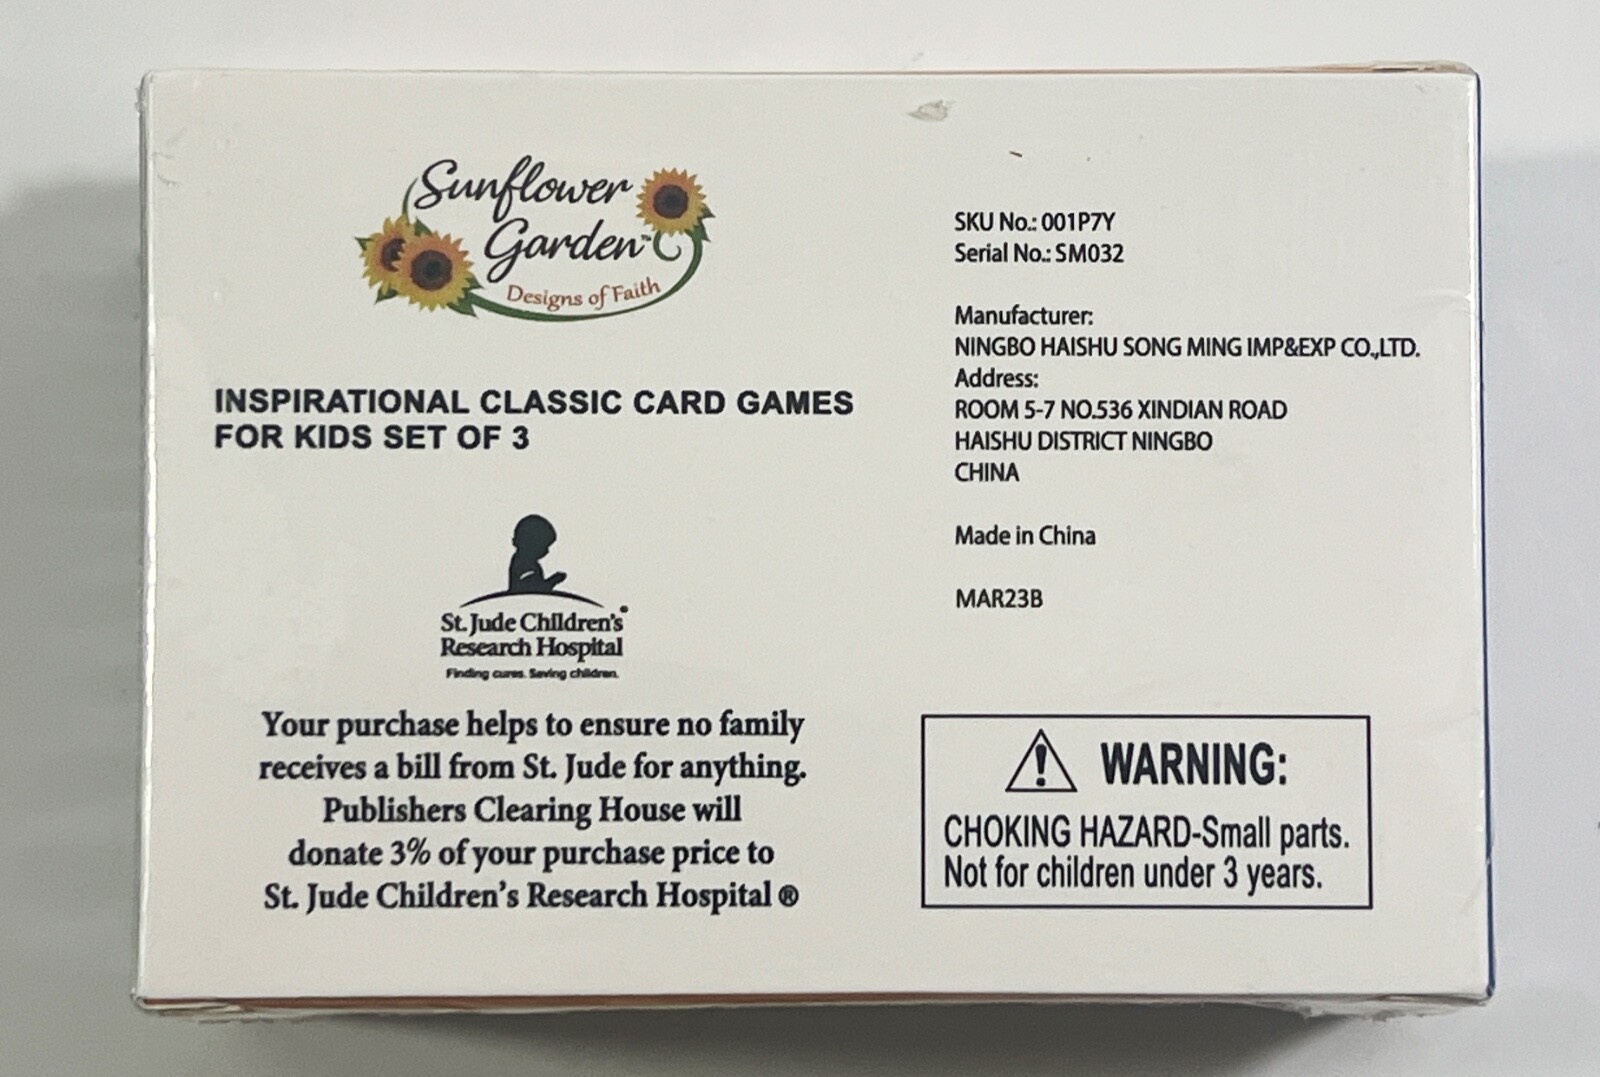 Sunflower
Garden™
Designs of Faith
INSPIRATIONAL CLASSIC CARD GAMES
FOR KIDS SET OF 3
St. Jude Children's®
Research Hospital
Finding cures. Saving children.
Your purchase helps to ensure no family
receives a bill from St. Jude for anything.
Publishers Clearing House will
donate 3% of your purchase price to
St. Jude Children's Research Hospital ®
SKU No.: 001P7Y
Serial No.: SM032
Manufacturer:
NINGBO HAISHU SONG MING IMP&EXP CO.,LTD.
Address:
ROOM 5-7 NO.536 XINDIAN ROAD
HAISHU DISTRICT NINGBO
CHINA
Made in China
MAR23B
WARNING:
CHOKING HAZARD-Small parts.
Not for children under 3 years.